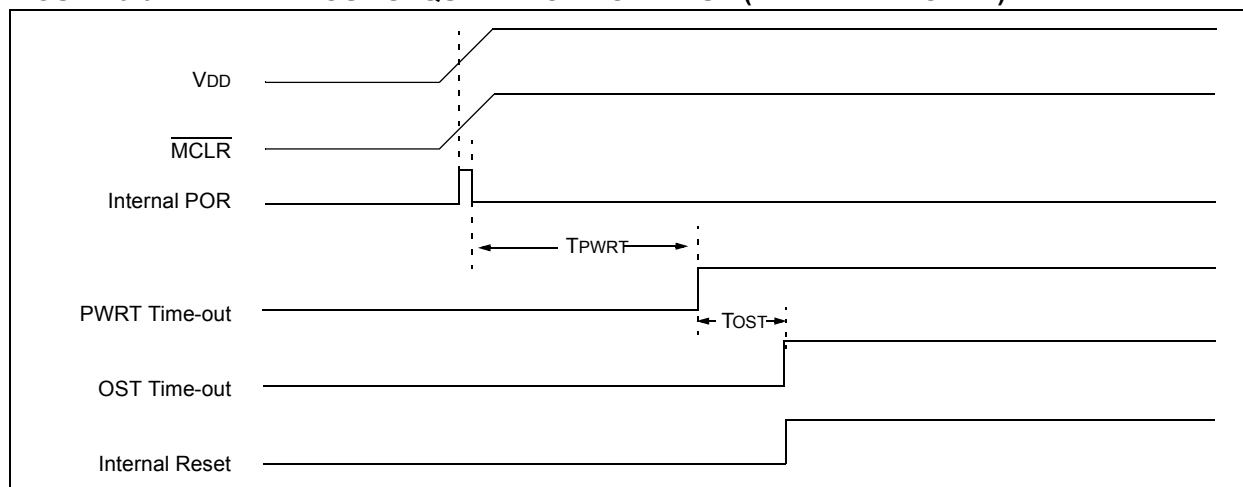 VDD
MCLR
Internal POR
TPWRT
PWRT Time-out
TOST
OST Time-out
Internal Reset